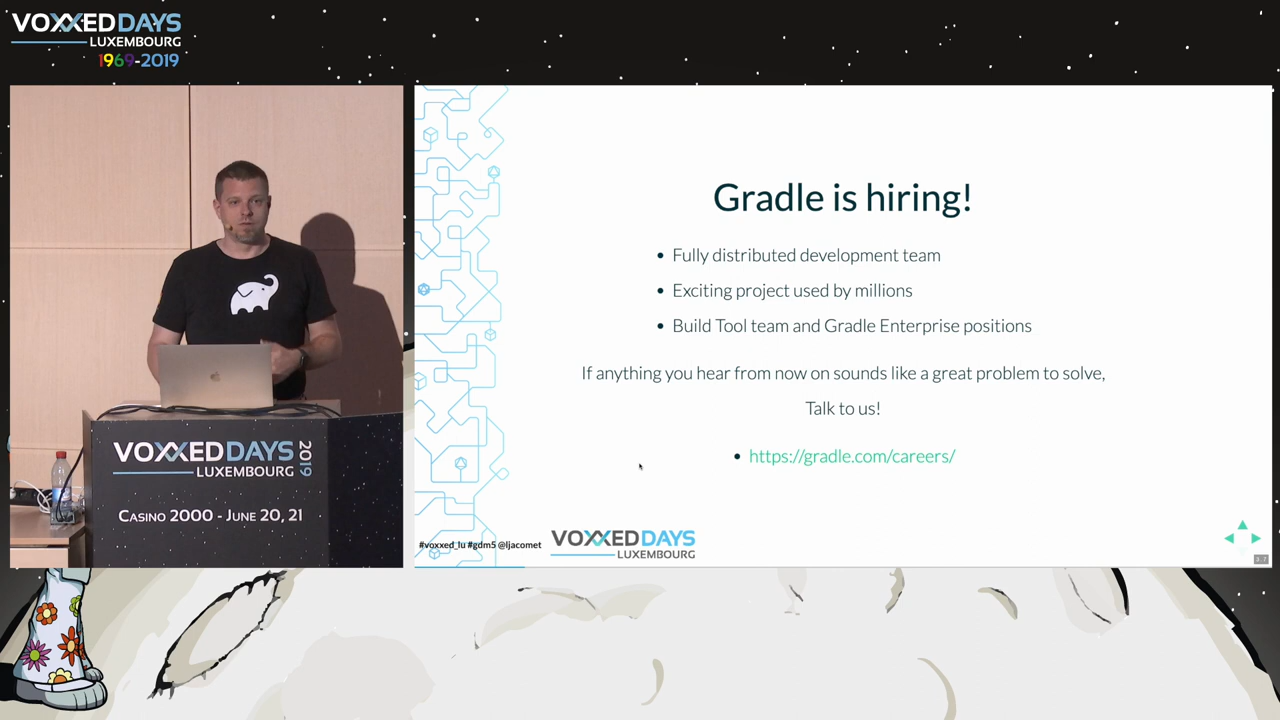 VOXXED DAYS
LUXEMBOURG
1969-2019
Gradle is hiring!
• Fully distributed development team
• Exciting project used by millions
• Build Tool team and Gradle Enterprise positions
If anything you hear from now on sounds like a great problem to solve,
Talk to us!
• https://gradle.com/careers/
#voxxed_lu #gdm5 @ljacomet
VOXXED DAYS
LUXEMBOURG
VOXXED DAYS
LUXEMBOURG
2019
CASINO 2000 - JUNE 20, 21